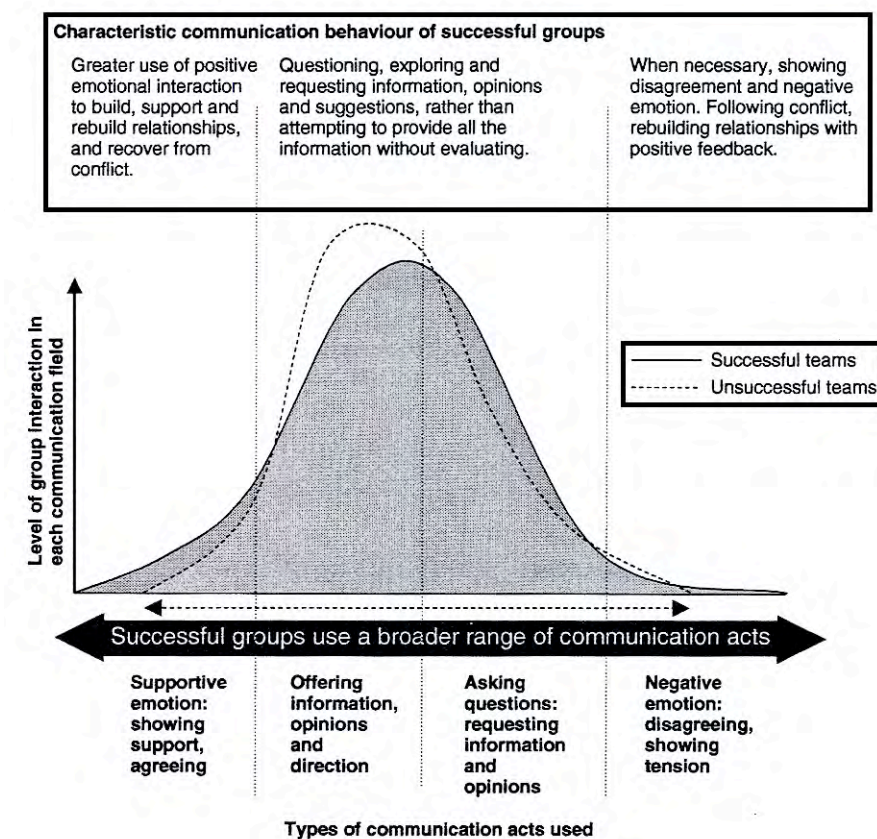 Characteristic communication behaviour of successful groups
Greater use of positive
emotional interaction
to build, support and
rebuild relationships,
and recover from
conflict.
Questioning, exploring and
requesting information, opinions
and suggestions, rather than
attempting to provide all the
information without evaluating.
When necessary, showing
disagreement and negative
emotion. Following conflict,
rebuilding relationships with
positive feedback.
Level of group interaction in
each communication field
Successful teams
Unsuccessful teams
Successful groups use a broader range of communication acts
Supportive
emotion:
showing
support,
agreeing
Offering
information,
opinions
and
direction
Asking
questions:
requesting
information
and
opinions
Negative
emotion:
disagreeing,
showing
tension
Types of communication acts used